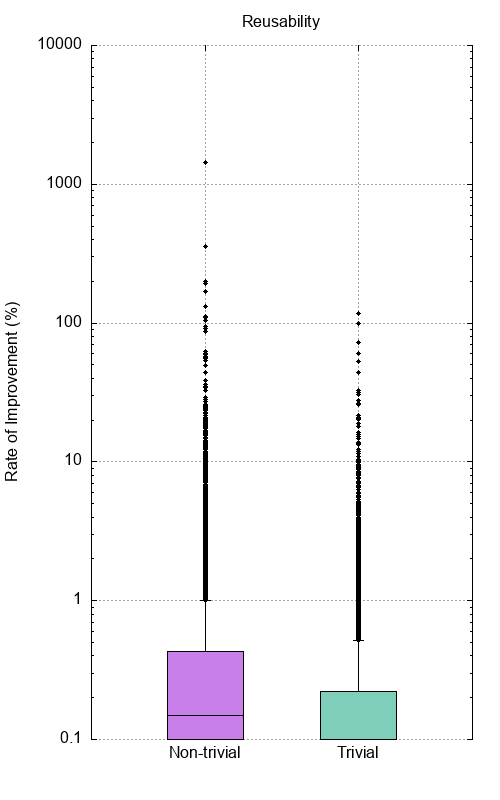 Reusability
10000
1000
100
10
1
0.1
Rate of Improvement (%)
Non-trivial
Trivial